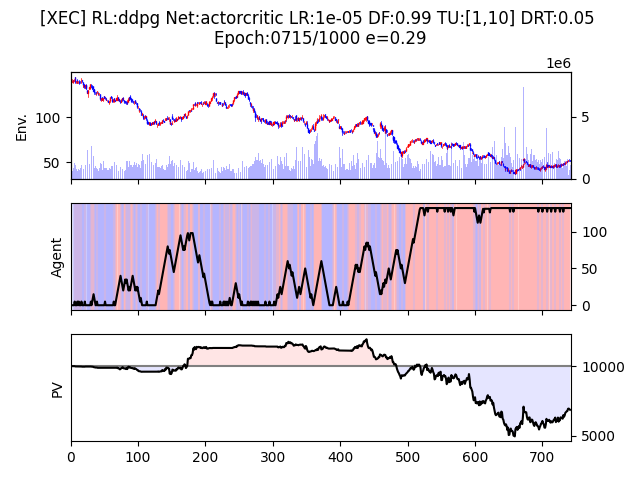 [XEC] RL:ddpg Net:actorcritic LR:1e-05 DF:0.99 TU:[1,10] DRT:0.05
Epoch:0715/1000 e=0.29
1e6
Env.
100
50
5
0
Agent
100
50
0
PV
10000
5000
0 100 200 300 400 500 600 700